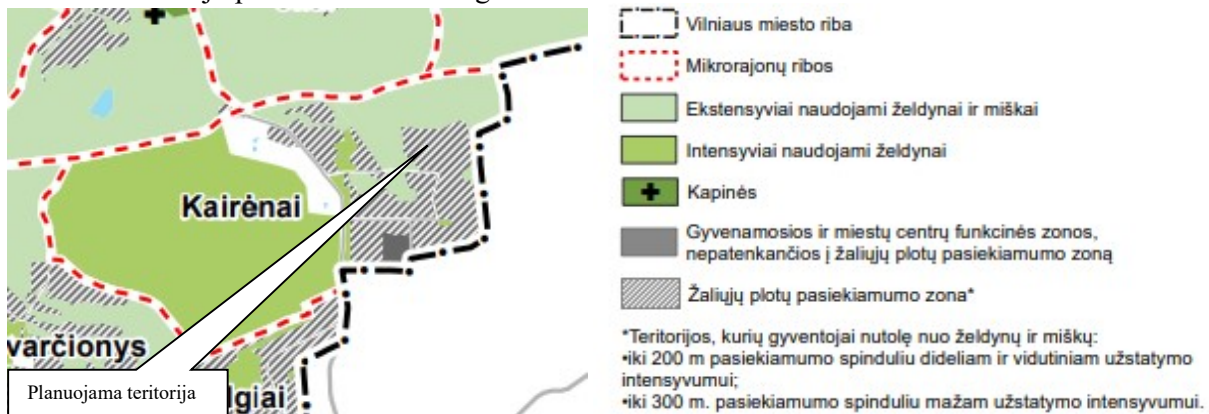 Kairėnai
varčionys
Planuojama teritorija
lgiai
Vilniaus miesto riba
Mikrorajonų ribos
Ekstensyviai naudojami želdynai ir miškai
Intensyviai naudojami želdynai
Kapinės
Gyvenamosios ir miestų centrų funkcinės zonos,
nepatenkančios į žaliųjų plotų pasiekiamumo zoną
Žaliųjų plotų pasiekiamumo zona*
*Teritorijos, kurių gyventojai nutolę nuo želdynų ir miškų:
•iki 200 m pasiekiamumo spinduliu dideliam ir vidutiniam užstatymo
intensyvumui;
•iki 300 m. pasiekiamumo spinduliu mažam užstatymo intensyvumui.